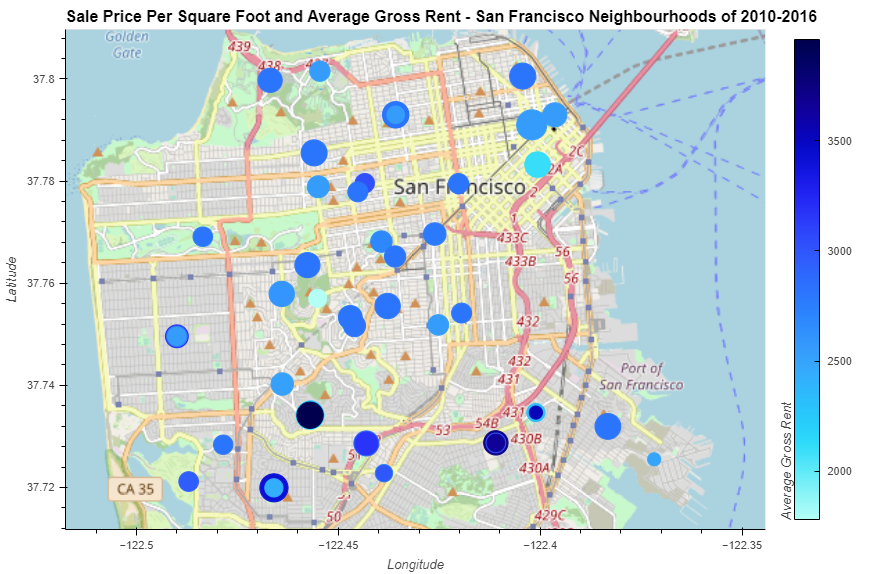 Sale Price Per Square Foot and Average Gross Rent - San Francisco Neighbourhoods of 2010-2016
Golden
Gate
439
438
437
37.8
2C
2A
37.78
San Francisco
2
1
433C
56
433B
56
37.76
432
432
Port of
San Francisco
37.74
431
431
54B
53
430B
430A
CA 35
37.72
50
429C
−122.5
−122.45
−122.4
−122.35
Longitude
Latitude
3500
3000
2500
2000
Average Gross Rent